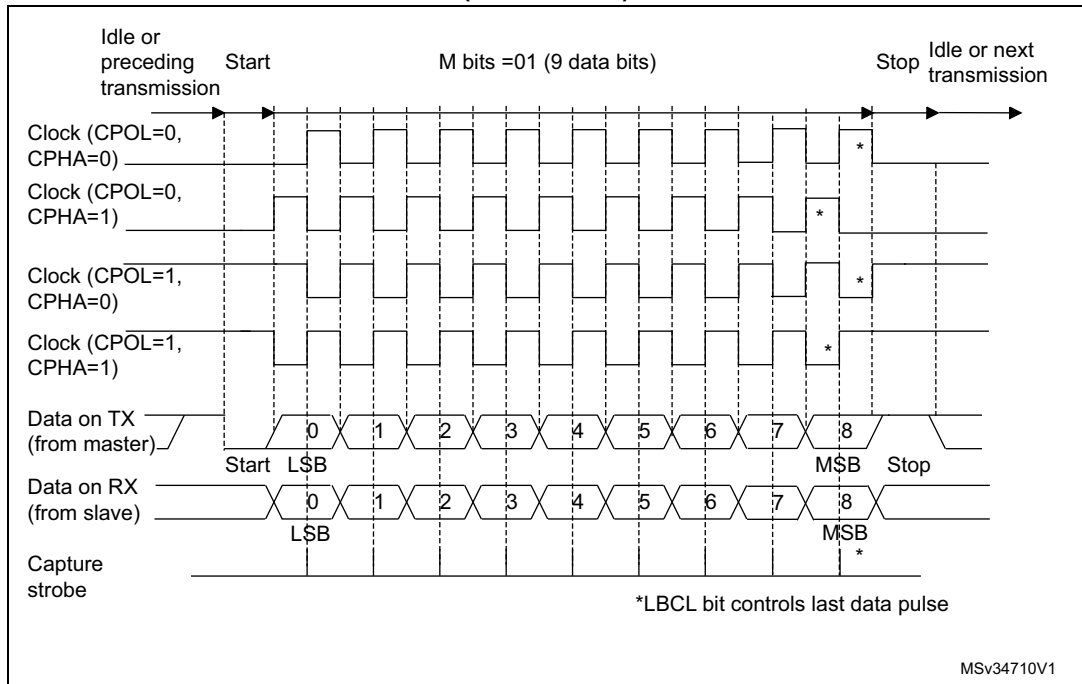 Idle or
preceding
transmission
Start
M bits =01 (9 data bits)
Stop
Idle or next
transmission
Clock (CPOL=0,
CPHA=0)
*
Clock (CPOL=0,
CPHA=1)
*
Clock (CPOL=1,
CPHA=0)
*
Clock (CPOL=1,
CPHA=1)
*
Data on TX
(from master)
0 1 2 3 4 5 6 7 8
Start LSB MSB Stop
Data on RX
(from slave)
0 1 2 3 4 5 6 7 8
LSB MSB
*
Capture
strobe
*LBCL bit controls last data pulse
MSv34710V1